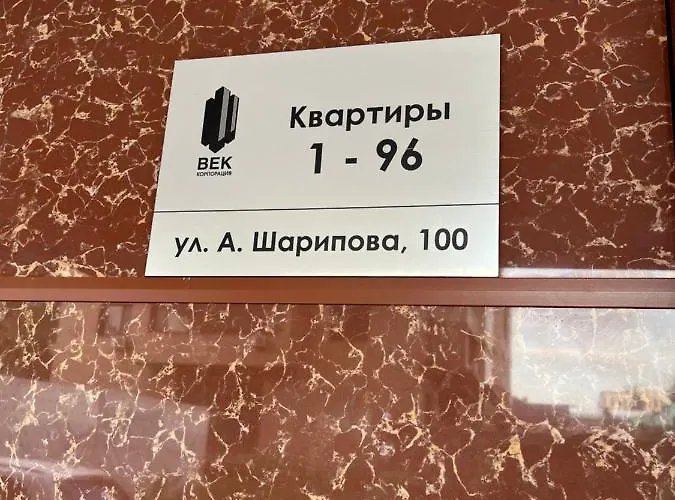 ВЕК
КОРПОРАЦИЯ
Квартиры
1 - 96
ул. А. Шарипова, 100